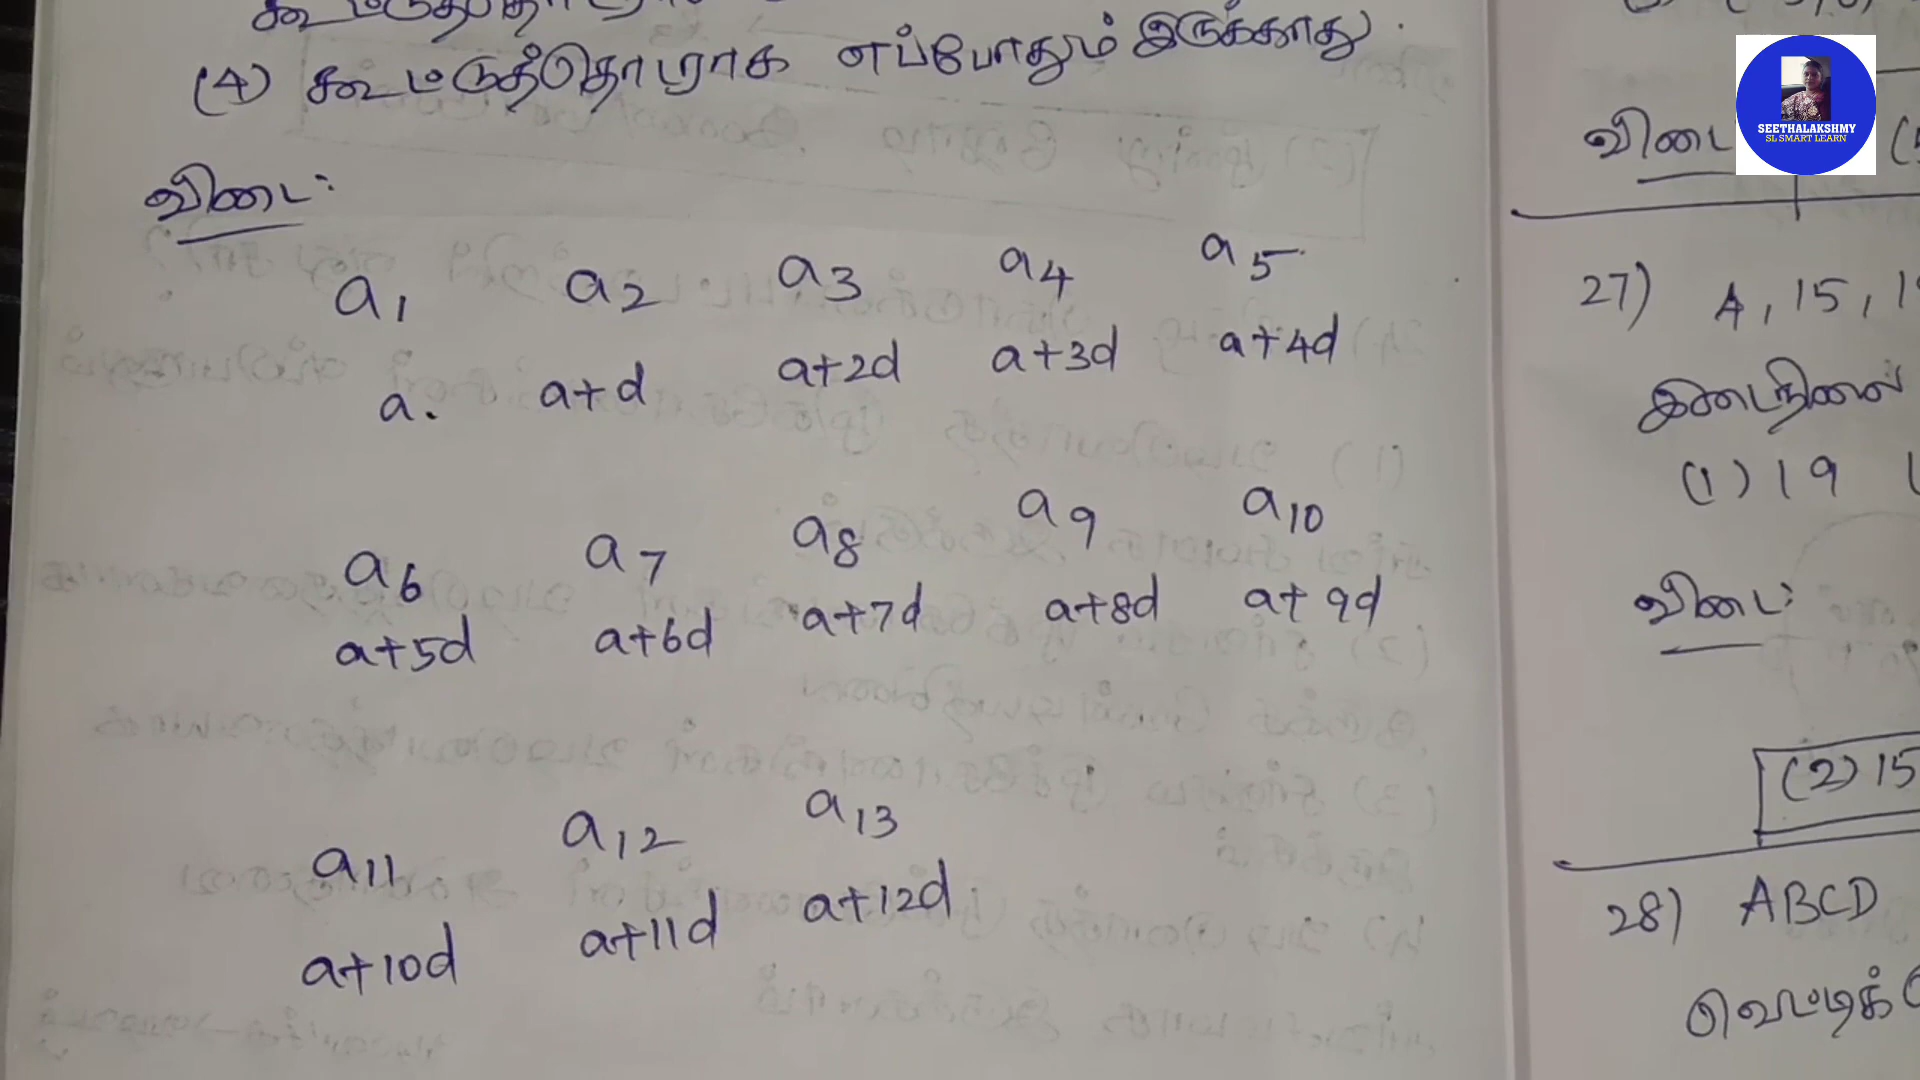 (4) கூட்டுத்தொடராக எப்போதும் இருக்காது.
விடை:
a1 a2 a3 a4 a5
a. a+d a+2d a+3d a+4d
a6 a7 a8 a9 a10
a+5d a+6d a+7d a+8d a+9d
a11 a12 a13
a+10d a+11d a+12d
SEETHALAKSHMY
SL SMART LEARN
விடை
27) A, 15, 1
இடைநிலை
(1) 19 (
விடை:
(2) 15
28) ABCD
வெட்டிக்